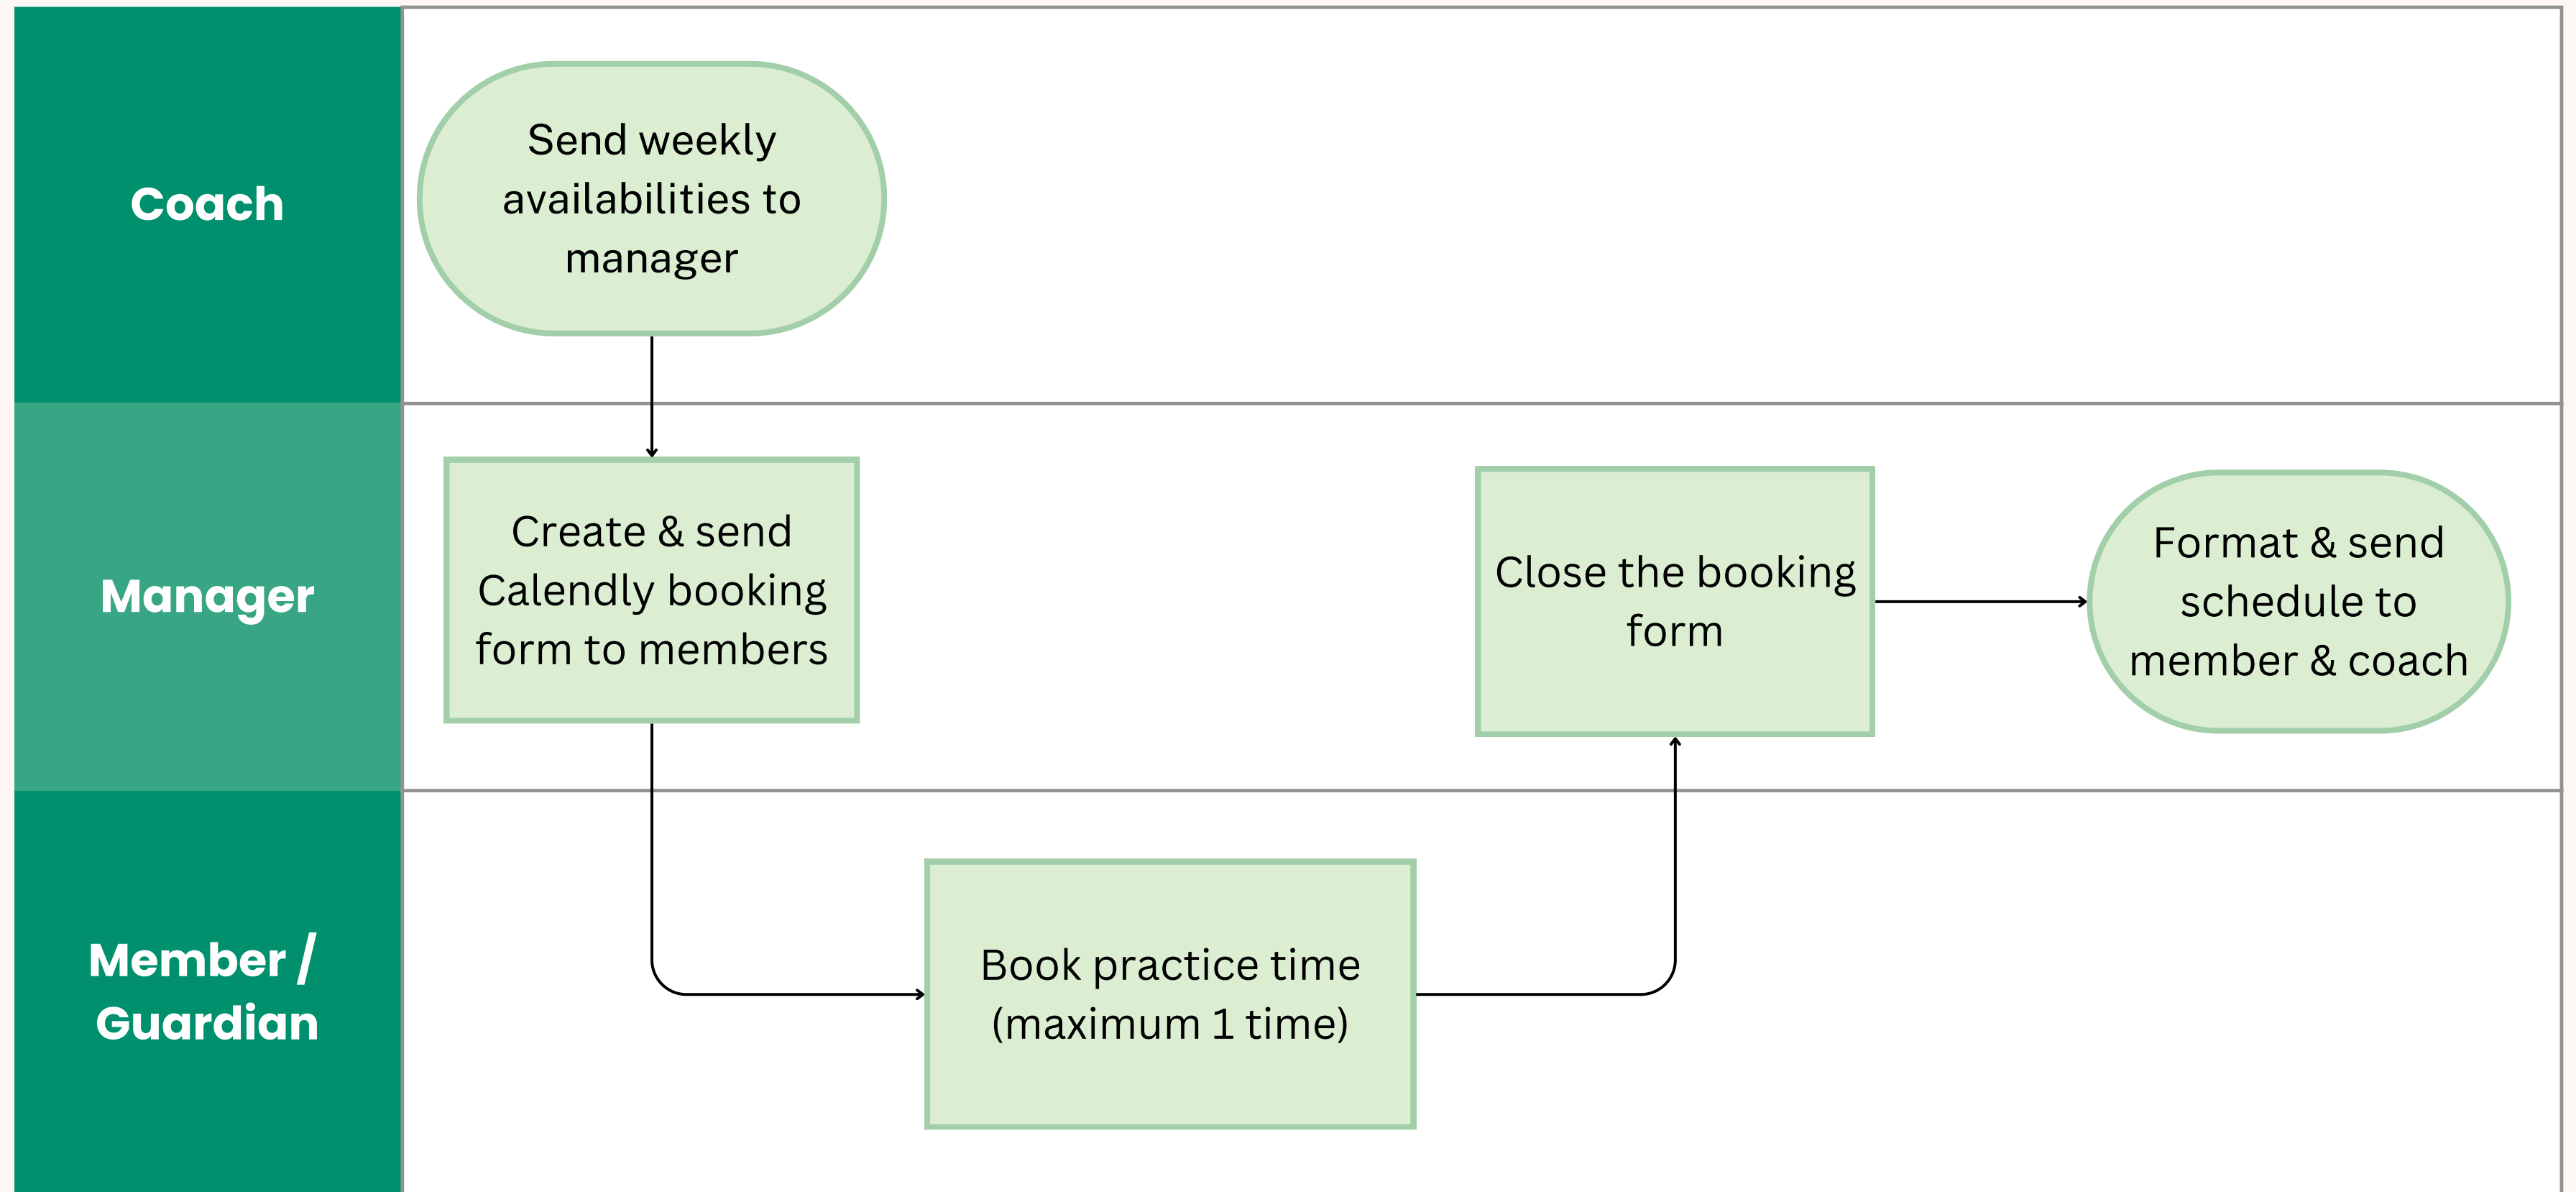 Coach
Send weekly
availabilities to
manager
Manager
Create & send
Calendly booking
form to members
Close the booking
form
Format & send
schedule to
member & coach
Member /
Guardian
Book practice time
(maximum 1 time)